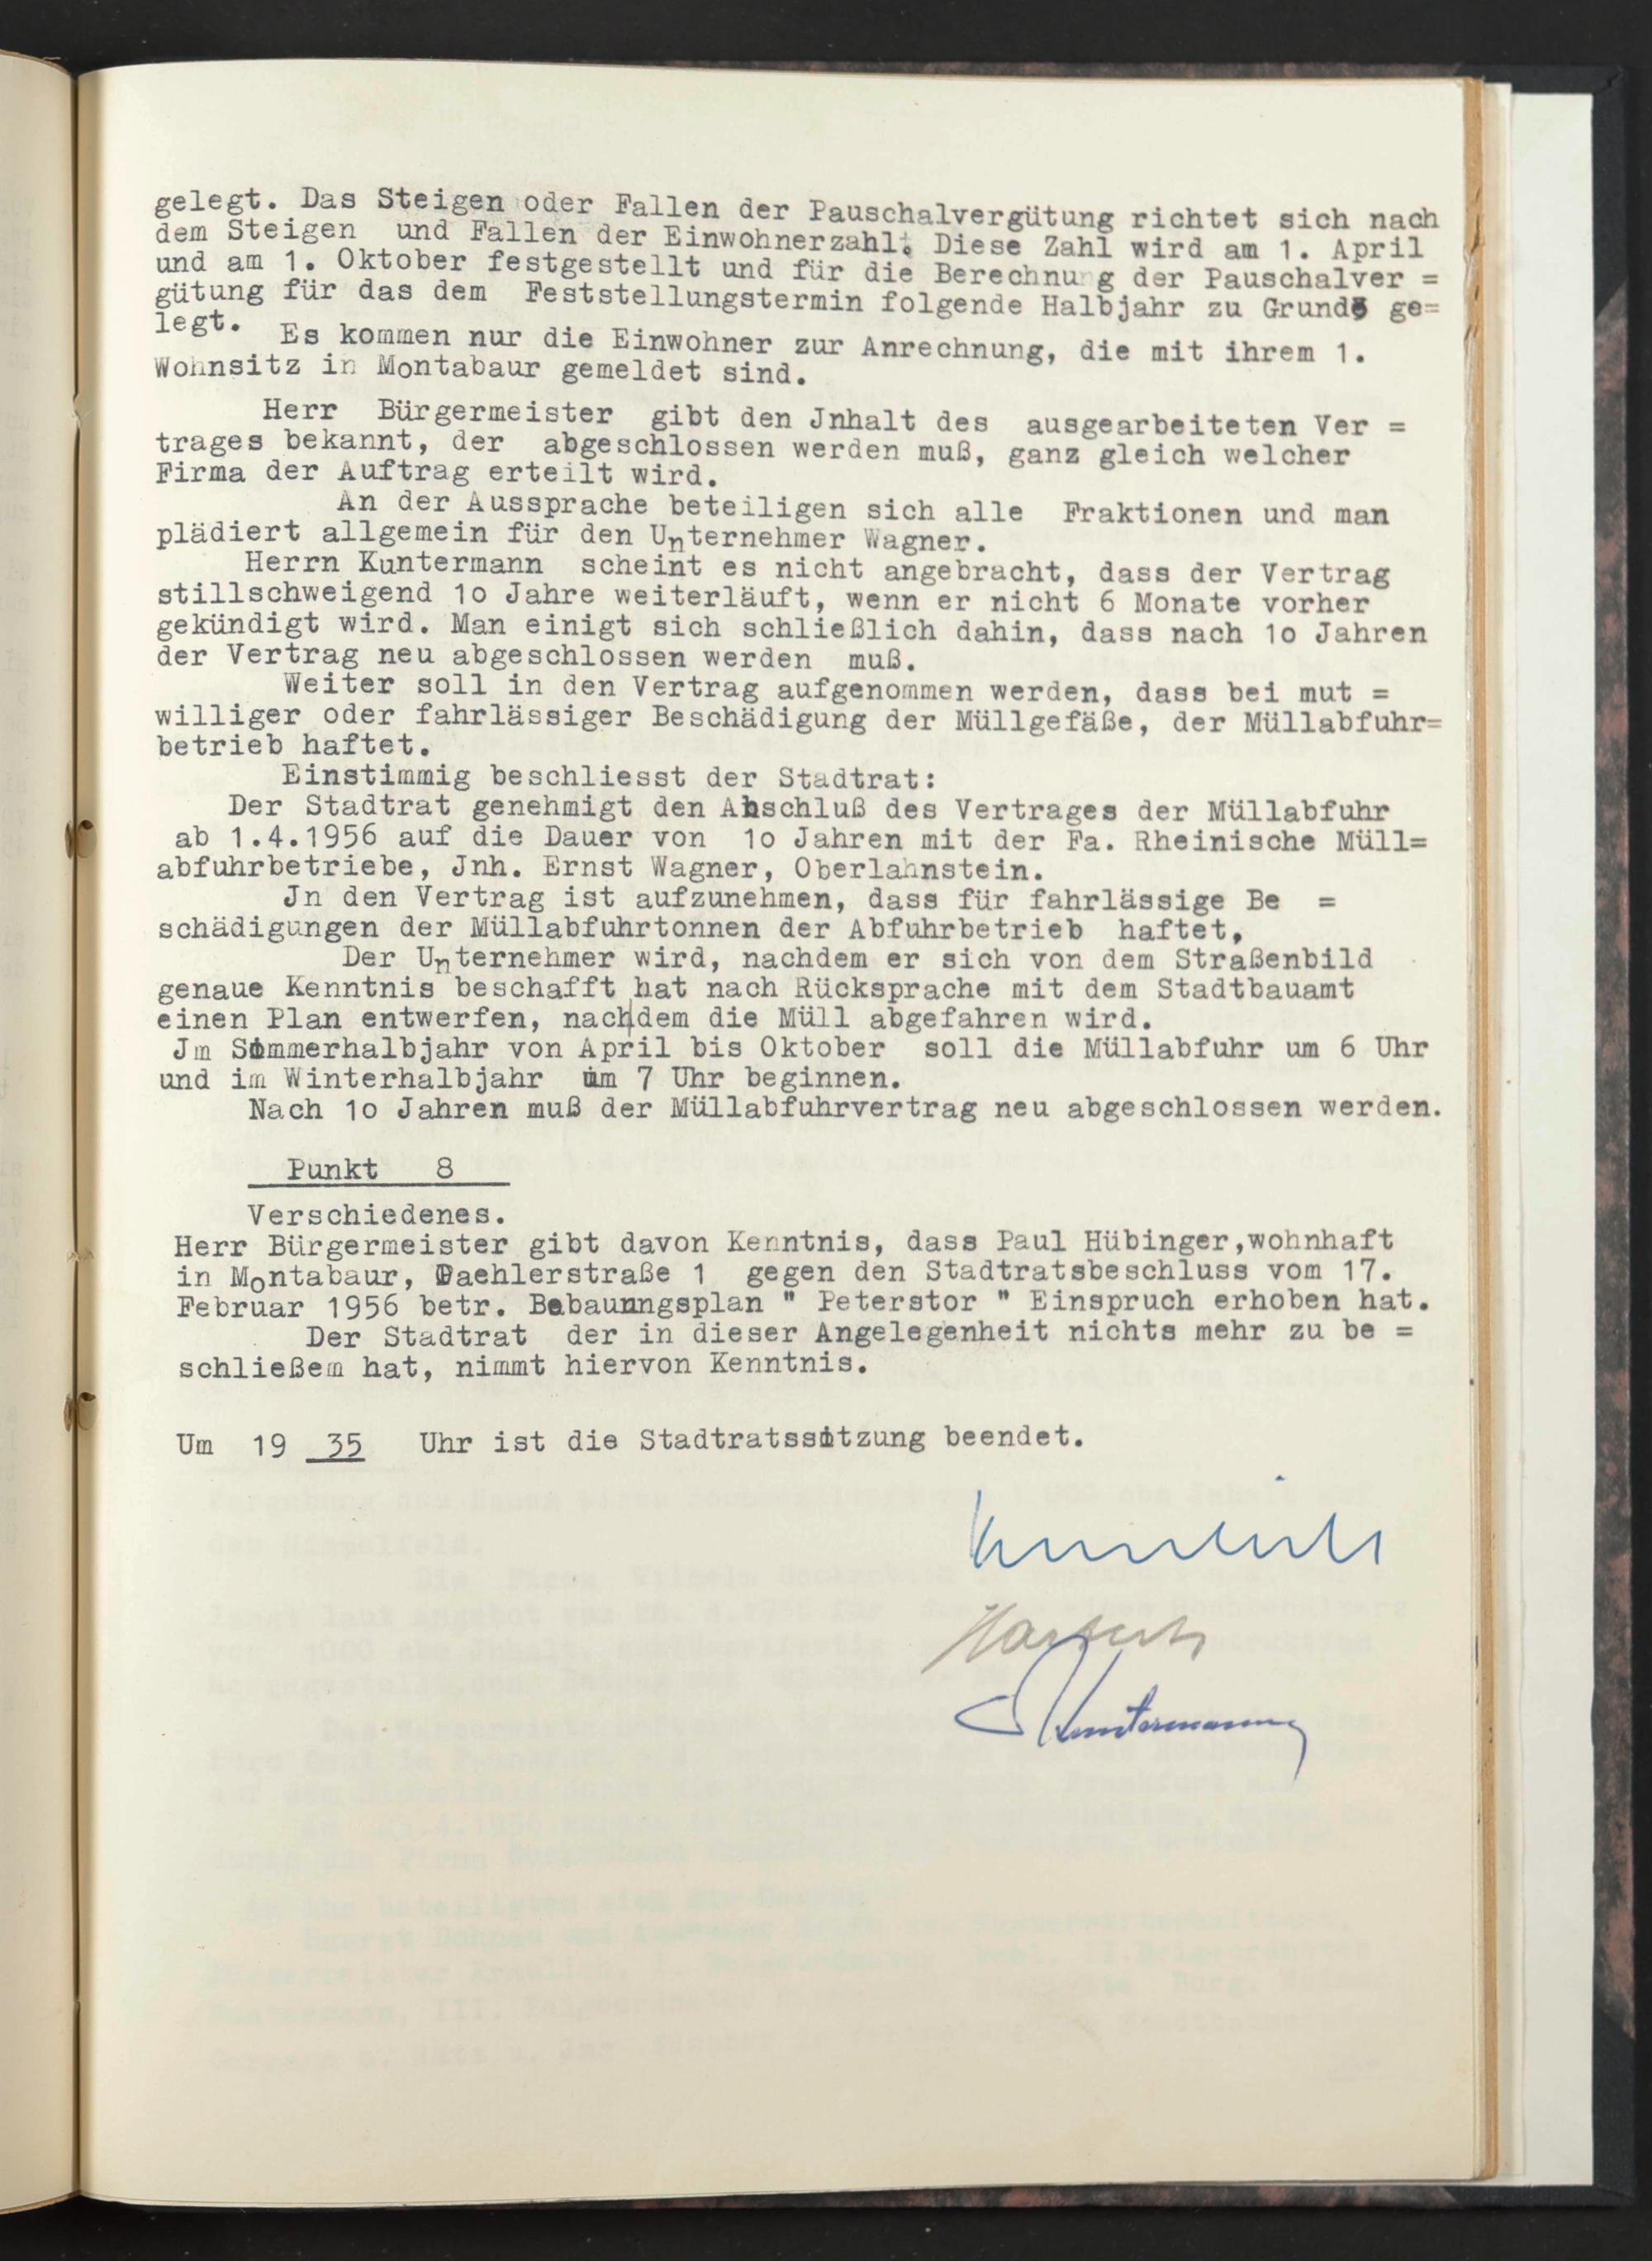 gelegt. Das Steigen oder Fallen der Pauschalvergütung richtet sich nach
dem Steigen und Fallen der Einwohnerzahl. Diese Zahl wird am 1. April
und am 1. Oktober festgestellt und für die Berechnung der Pauschalver =
gütung für das dem Feststellungstermin folgende Halbjahr zu Grunde ge=
legt.
Es kommen nur die Einwohner zur Anrechnung, die mit ihrem 1.
Wohnsitz in Montabaur gemeldet sind.
Herr Bürgermeister gibt den Jnhalt des ausgearbeiteten Ver =
trages bekannt, der abgeschlossen werden muß, ganz gleich welcher
Firma der Auftrag erteilt wird.
An der Aussprache beteiligen sich alle Fraktionen und man
plädiert allgemein für den Unternehmer Wagner.
Herrn Kuntermann scheint es nicht angebracht, dass der Vertrag
stillschweigend 1o Jahre weiterläuft, wenn er nicht 6 Monate vorher
gekündigt wird. Man einigt sich schließlich dahin, dass nach 1o Jahren
der Vertrag neu abgeschlossen werden muß.
Weiter soll in den Vertrag aufgenommen werden, dass bei mut =
williger oder fahrlässiger Beschädigung der Müllgefäße, der Müllabfuhr=
betrieb haftet.
Einstimmig beschliesst der Stadtrat:
Der Stadtrat genehmigt den Abschluß des Vertrages der Müllabfuhr
ab 1.4.1956 auf die Dauer von 1o Jahren mit der Fa. Rheinische Müll=
abfuhrbetriebe, Jnh. Ernst Wagner, Oberlahnstein.
Jn den Vertrag ist aufzunehmen, dass für fahrlässige Be =
schädigungen der Müllabfuhrtonnen der Abfuhrbetrieb haftet,
Der Unternehmer wird, nachdem er sich von dem Straßenbild
genaue Kenntnis beschafft hat nach Rücksprache mit dem Stadtbauamt
einen Plan entwerfen, nach|dem die Müll abgefahren wird.
Jm Sommerhalbjahr von April bis Oktober soll die Müllabfuhr um 6 Uhr
und im Winterhalbjahr um 7 Uhr beginnen.
Nach 1o Jahren muß der Müllabfuhrvertrag neu abgeschlossen werden.
Punkt 8
Verschiedenes.
Herr Bürgermeister gibt davon Kenntnis, dass Paul Hübinger,wohnhaft
in Montabaur, Daehlerstraße 1 gegen den Stadtratsbeschluss vom 17.
Februar 1956 betr. Bebaunngsplan " Peterstor " Einspruch erhoben hat.
Der Stadtrat der in dieser Angelegenheit nichts mehr zu be =
schließem hat, nimmt hiervon Kenntnis.
Um 19 35 Uhr ist die Stadtratssitzung beendet.
Kuntermann